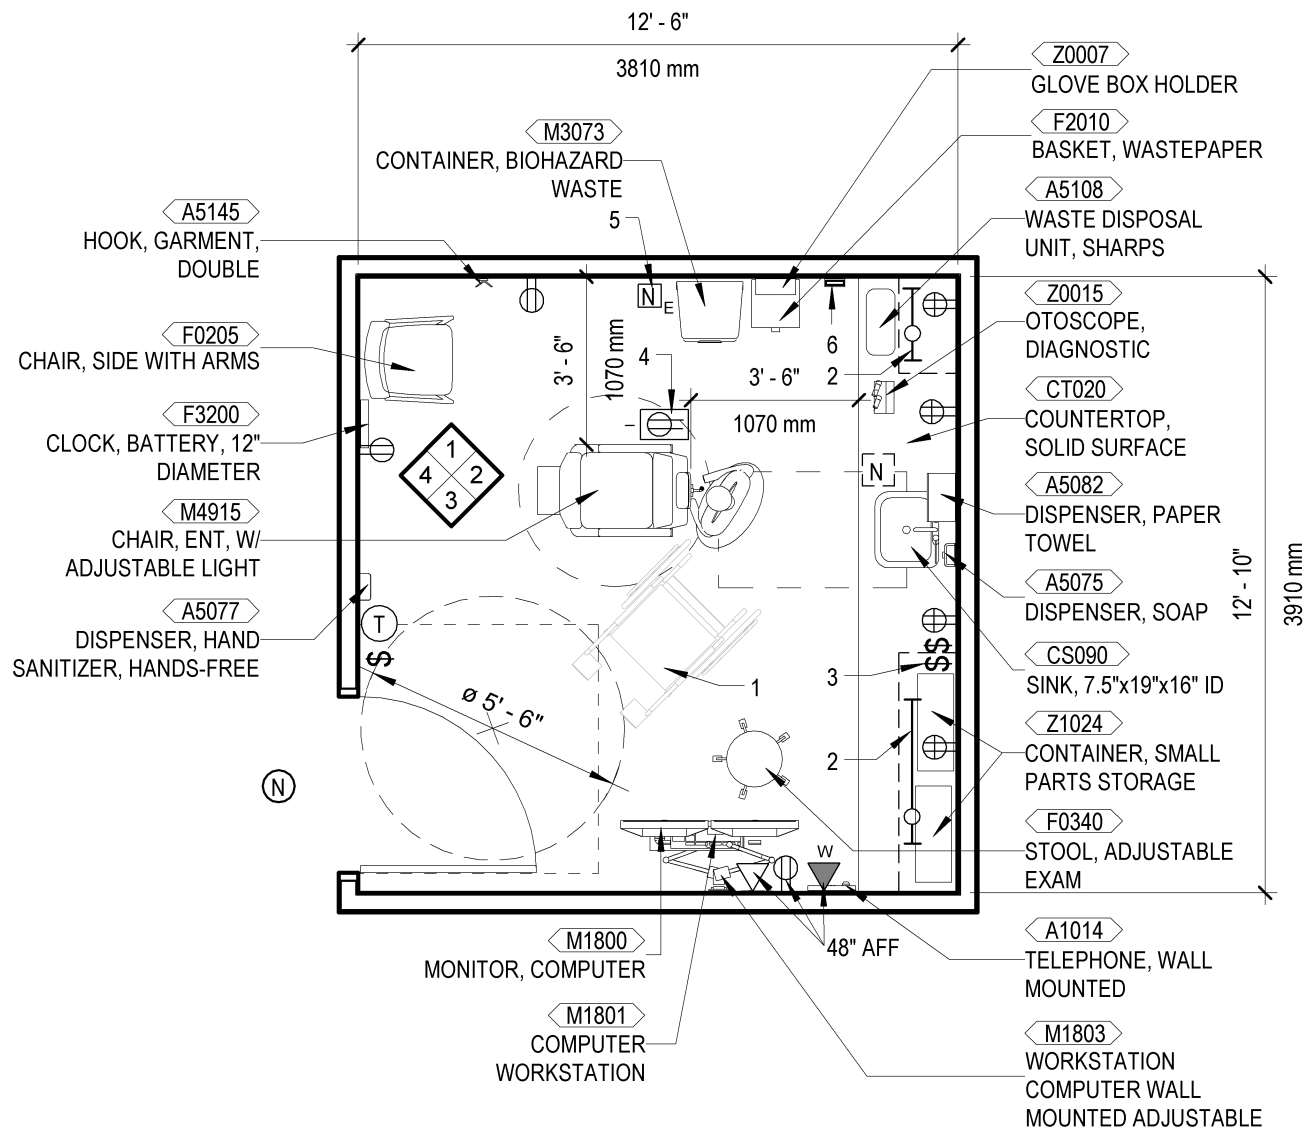 12' - 6"
3810 mm
Z0007
GLOVE BOX HOLDER
F2010
BASKET, WASTEPAPER
M3073
CONTAINER, BIOHAZARD
WASTE
5
A5108
WASTE DISPOSAL
UNIT, SHARPS
A5145
HOOK, GARMENT,
DOUBLE
Z0015
OTOSCOPE,
DIAGNOSTIC
F0205
CHAIR, SIDE WITH ARMS
CT020
COUNTERTOP,
SOLID SURFACE
F3200
CLOCK, BATTERY, 12"
DIAMETER
A5082
DISPENSER, PAPER
TOWEL
M4915
CHAIR, ENT, W/
ADJUSTABLE LIGHT
A5075
DISPENSER, SOAP
A5077
DISPENSER, HAND
SANITIZER, HANDS-FREE
CS090
SINK, 7.5"x19"x16" ID
Z1024
CONTAINER, SMALL
PARTS STORAGE
F0340
STOOL, ADJUSTABLE
EXAM
A1014
TELEPHONE, WALL
MOUNTED
M1803
WORKSTATION
COMPUTER WALL
MOUNTED ADJUSTABLE
M1800
MONITOR, COMPUTER
M1801
COMPUTER
WORKSTATION
48" AFF
12' - 10"
3910 mm
N
E
6
2
4
3' - 6"
1070 mm
3' - 6"
1070 mm
1
4
2
3
N
T
$
$
$
3
1
2
ø 5' - 6"
N
W